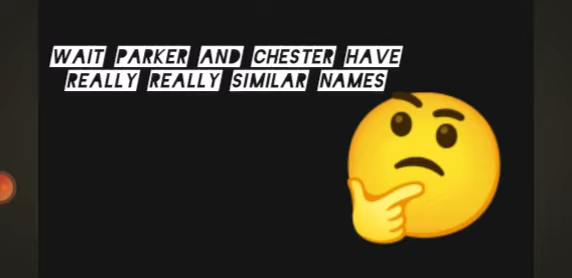 WAIT PARKER AND CHESTER HAVE
REALLY REALLY SIMILAR NAMES